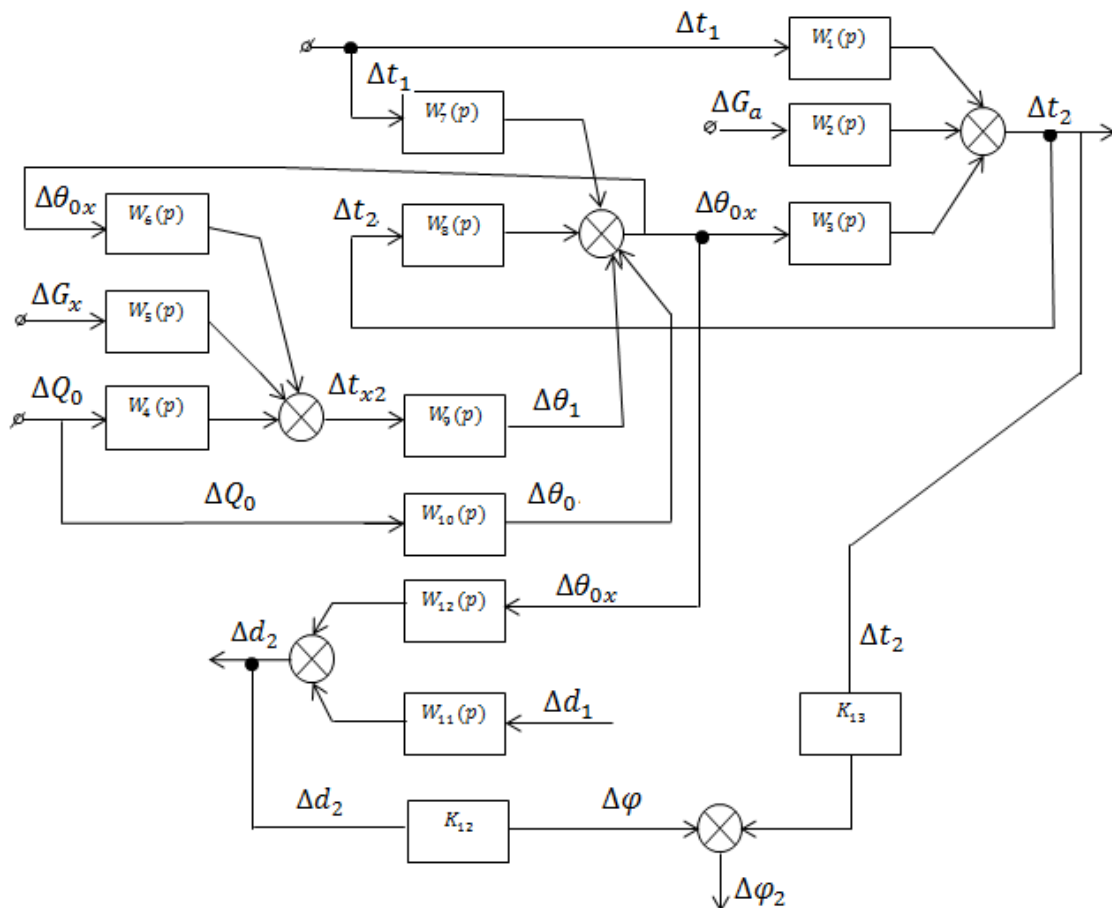 Δt₁
W₁(p)
Δt₁
W₇(p)
ΔGₐ
W₂(p)
Δt₂
Δθ₀ₓ
W₆(p)
Δt₂
W₈(p)
Δθ₀ₓ
W₃(p)
ΔGₓ
W₅(p)
ΔQ₀
W₄(p)
Δtₓ₂
W₉(p)
Δθ₁
ΔQ₀
W₁₀(p)
Δθ₀
W₁₂(p)
Δθ₀ₓ
Δd₂
Δt₂
W₁₁(p)
Δd₁
K₁₃
Δd₂
K₁₂
Δφ
Δφ₂